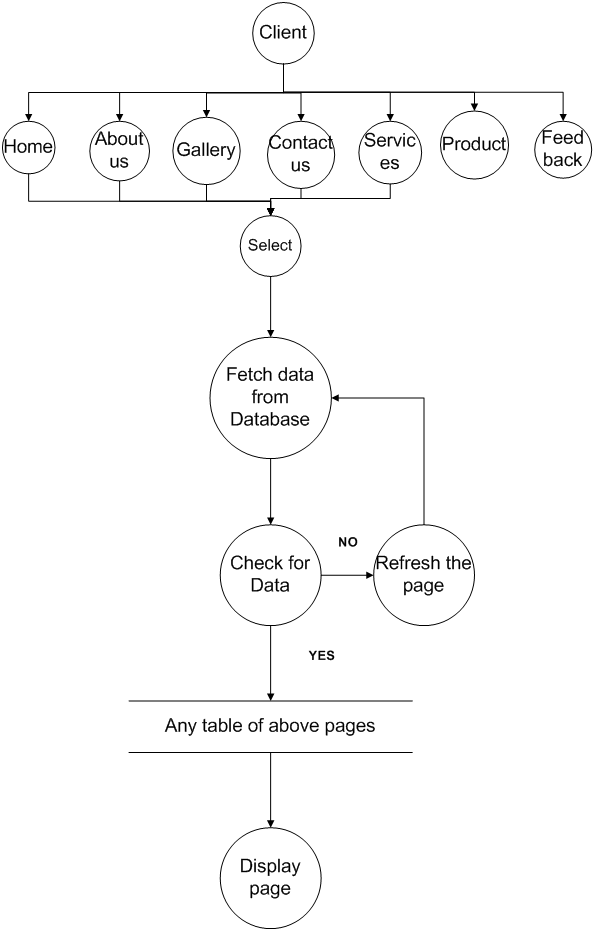 Client
Home
About
us
Gallery
Contact
us
Servic
es
Product
Feed
back
Select
Fetch data
from
Database
Check for
Data
NO
Refresh the
page
YES
Any table of above pages
Display
page